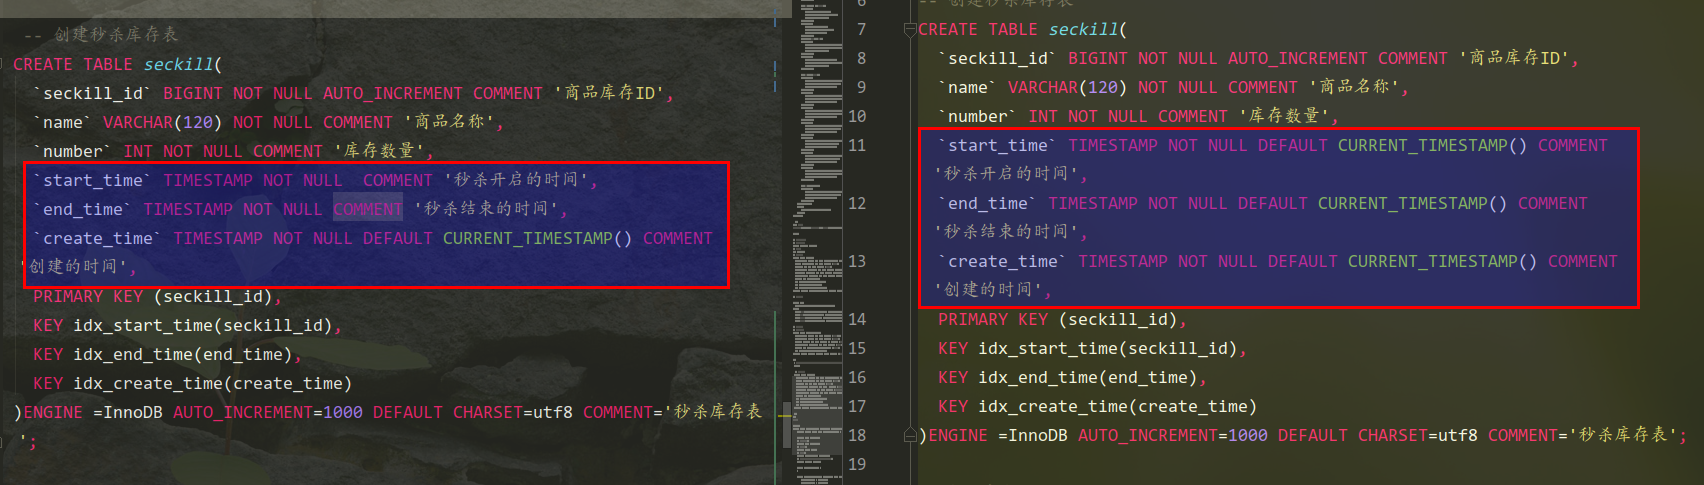 -- 创建秒杀库存表
CREATE TABLE seckill(
`seckill_id` BIGINT NOT NULL AUTO_INCREMENT COMMENT '商品库存ID',
`name` VARCHAR(120) NOT NULL COMMENT '商品名称',
`number` INT NOT NULL COMMENT '库存数量',
`start_time` TIMESTAMP NOT NULL  COMMENT '秒杀开启的时间',
`end_time` TIMESTAMP NOT NULL COMMENT '秒杀结束的时间',
`create_time` TIMESTAMP NOT NULL DEFAULT CURRENT_TIMESTAMP() COMMENT
'创建的时间',
PRIMARY KEY (seckill_id),
KEY idx_start_time(seckill_id),
KEY idx_end_time(end_time),
KEY idx_create_time(create_time)
)ENGINE =InnoDB AUTO_INCREMENT=1000 DEFAULT CHARSET=utf8 COMMENT='秒杀库存表
';
6 -- 创建秒杀库存表
7 CREATE TABLE seckill(
8 `seckill_id` BIGINT NOT NULL AUTO_INCREMENT COMMENT '商品库存ID',
9 `name` VARCHAR(120) NOT NULL COMMENT '商品名称',
10 `number` INT NOT NULL COMMENT '库存数量',
11 `start_time` TIMESTAMP NOT NULL DEFAULT CURRENT_TIMESTAMP() COMMENT
'秒杀开启的时间',
12 `end_time` TIMESTAMP NOT NULL DEFAULT CURRENT_TIMESTAMP() COMMENT
'秒杀结束的时间',
13 `create_time` TIMESTAMP NOT NULL DEFAULT CURRENT_TIMESTAMP() COMMENT
'创建的时间',
14 PRIMARY KEY (seckill_id),
15 KEY idx_start_time(seckill_id),
16 KEY idx_end_time(end_time),
17 KEY idx_create_time(create_time)
18 )ENGINE =InnoDB AUTO_INCREMENT=1000 DEFAULT CHARSET=utf8 COMMENT='秒杀库存表';
19